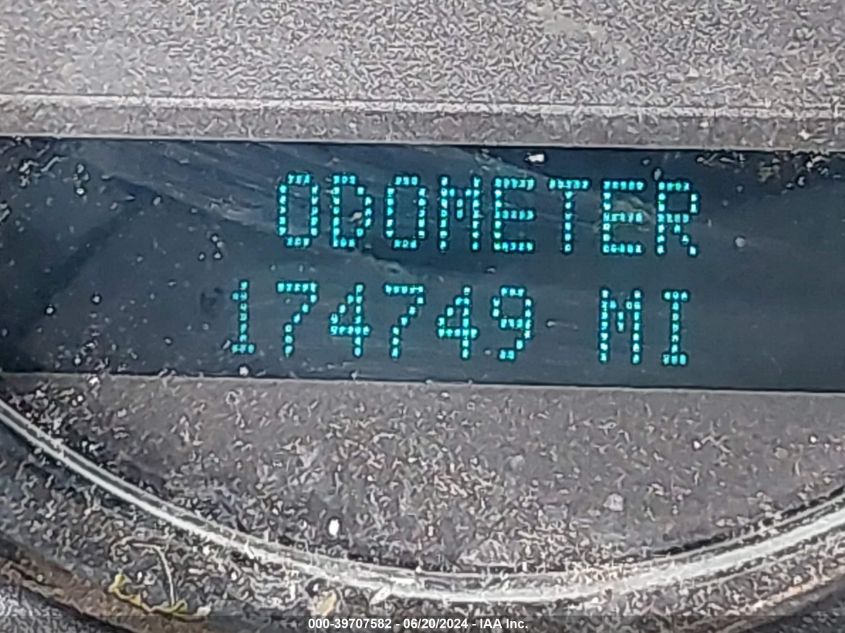 ODOMETER
174749 MI
000-39707582 - 06/20/2024 - IAA Inc.